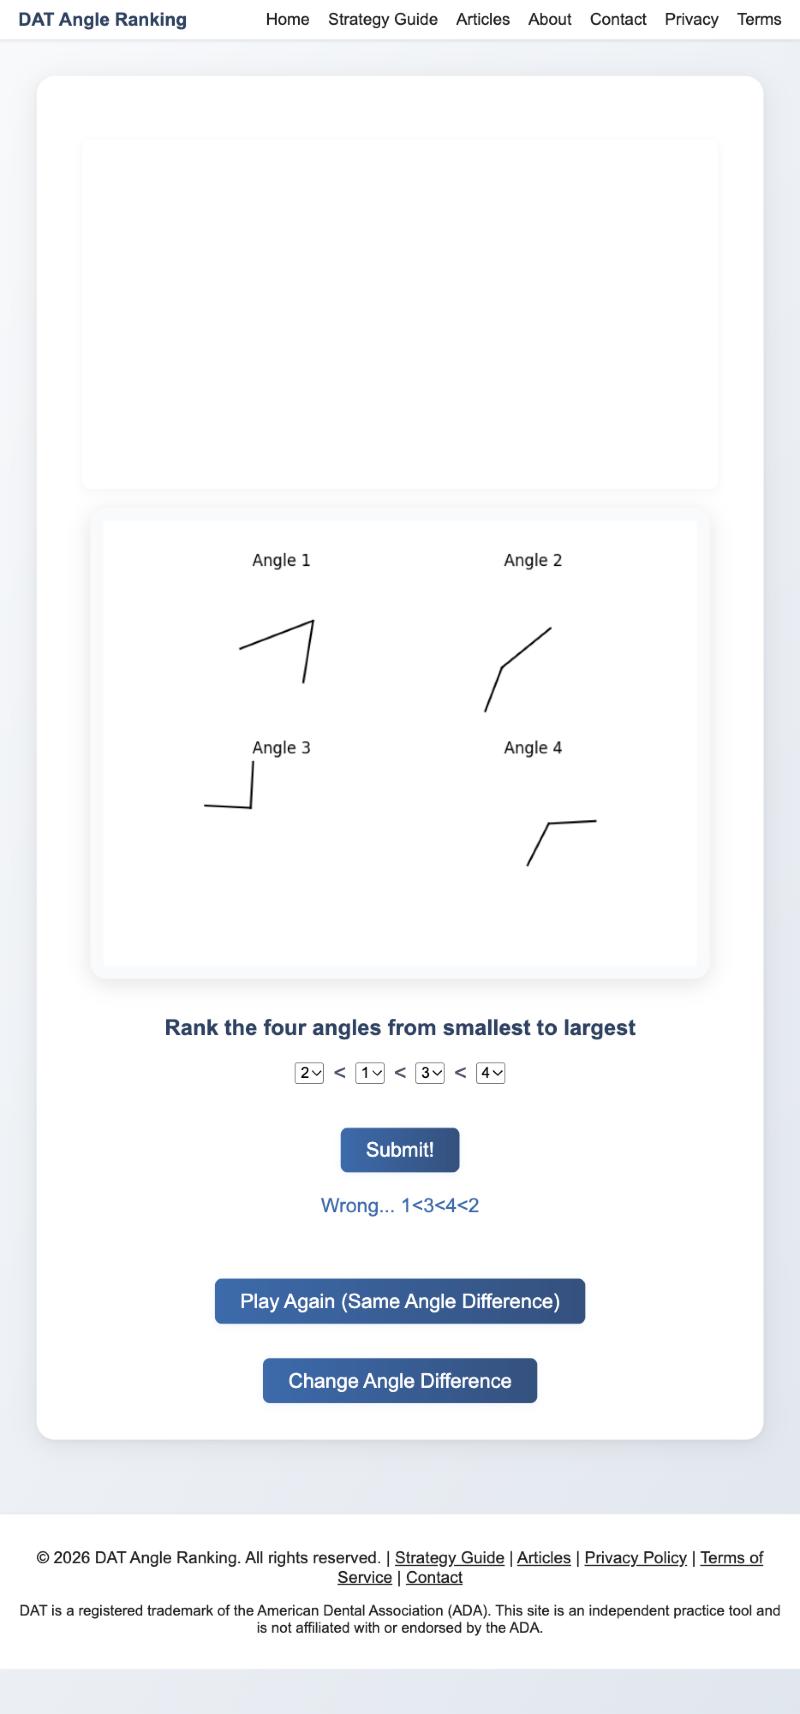 DAT Angle Ranking
Home Strategy Guide Articles About Contact Privacy Terms
Angle 1
Angle 2
Angle 3
Angle 4
Rank the four angles from smallest to largest
2 < 1 < 3 < 4
Submit!
Wrong... 1<3<4<2
Play Again (Same Angle Difference)
Change Angle Difference
© 2026 DAT Angle Ranking. All rights reserved. | Strategy Guide | Articles | Privacy Policy | Terms of
Service | Contact
DAT is a registered trademark of the American Dental Association (ADA). This site is an independent practice tool and
is not affiliated with or endorsed by the ADA.